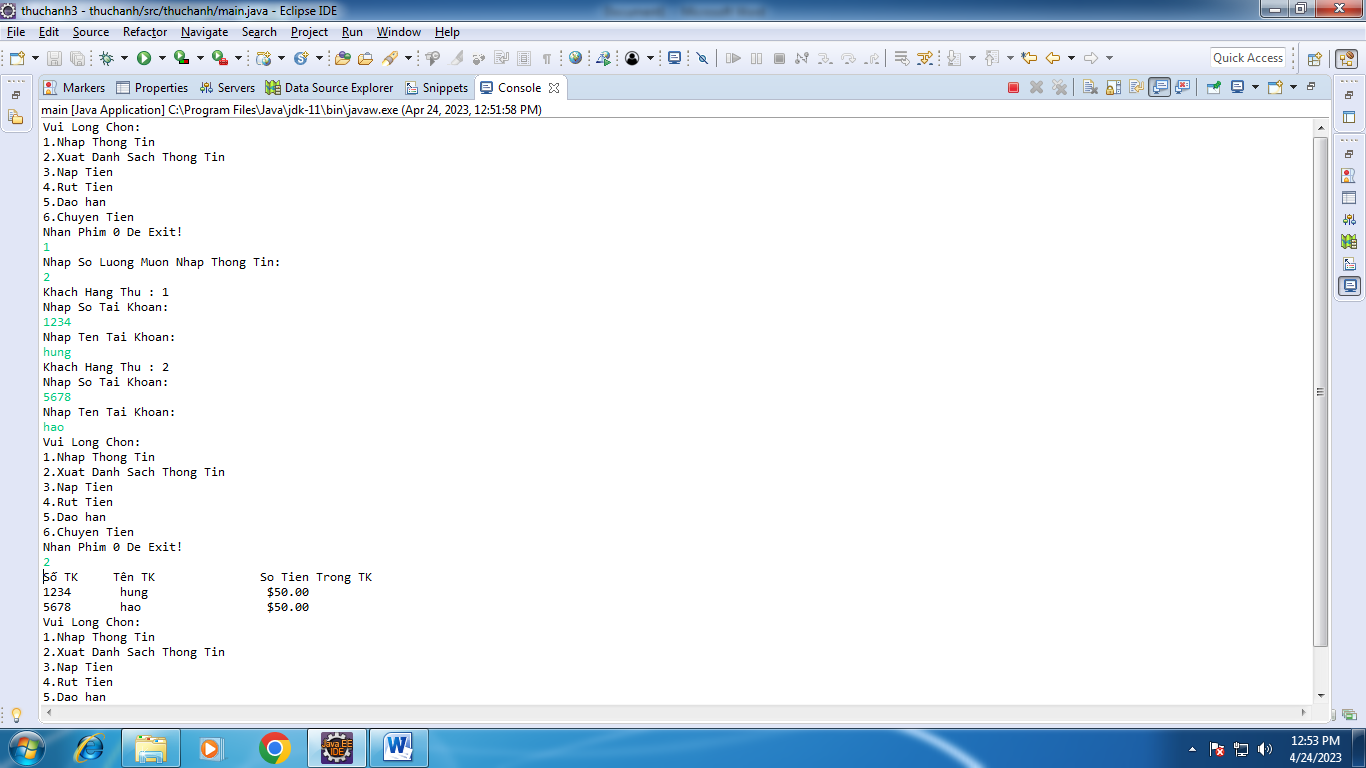 thuchanh3 - thuchanh/src/thuchanh/main.java - Eclipse IDE
File Edit Source Refactor Navigate Search Project Run Window Help
Quick Access
Markers Properties Servers Data Source Explorer Snippets Console
main [Java Application] C:\Program Files\Java\jdk-11\bin\javaw.exe (Apr 24, 2023, 12:51:58 PM)
Vui Long Chon:
1.Nhap Thong Tin
2.Xuat Danh Sach Thong Tin
3.Nap Tien
4.Rut Tien
5.Dao han
6.Chuyen Tien
Nhan Phim 0 De Exit!
1
Nhap So Luong Muon Nhap Thong Tin:
2
Khach Hang Thu : 1
Nhap So Tai Khoan:
1234
Nhap Ten Tai Khoan:
hung
Khach Hang Thu : 2
Nhap So Tai Khoan:
5678
Nhap Ten Tai Khoan:
hao
Vui Long Chon:
1.Nhap Thong Tin
2.Xuat Danh Sach Thong Tin
3.Nap Tien
4.Rut Tien
5.Dao han
6.Chuyen Tien
Nhan Phim 0 De Exit!
2
Số TK Tên TK So Tien Trong TK
1234 hung $50.00
5678 hao $50.00
Vui Long Chon:
1.Nhap Thong Tin
2.Xuat Danh Sach Thong Tin
3.Nap Tien
4.Rut Tien
5.Dao han
Java EE
IDE
12:53 PM
4/24/2023